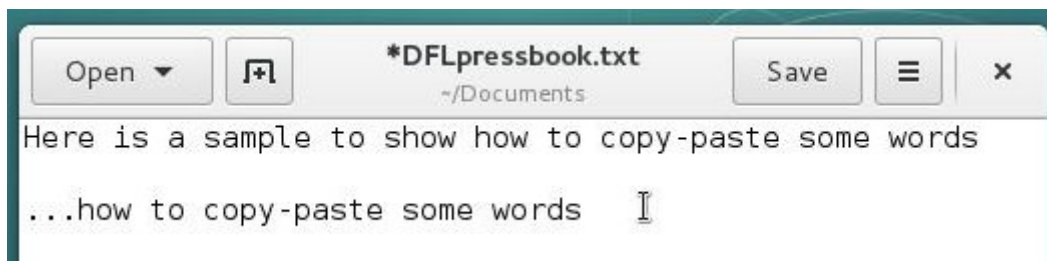 Open
*DFLpressbook.txt
~/Documents
Save
Here is a sample to show how to copy-paste some words
...how to copy-paste some words